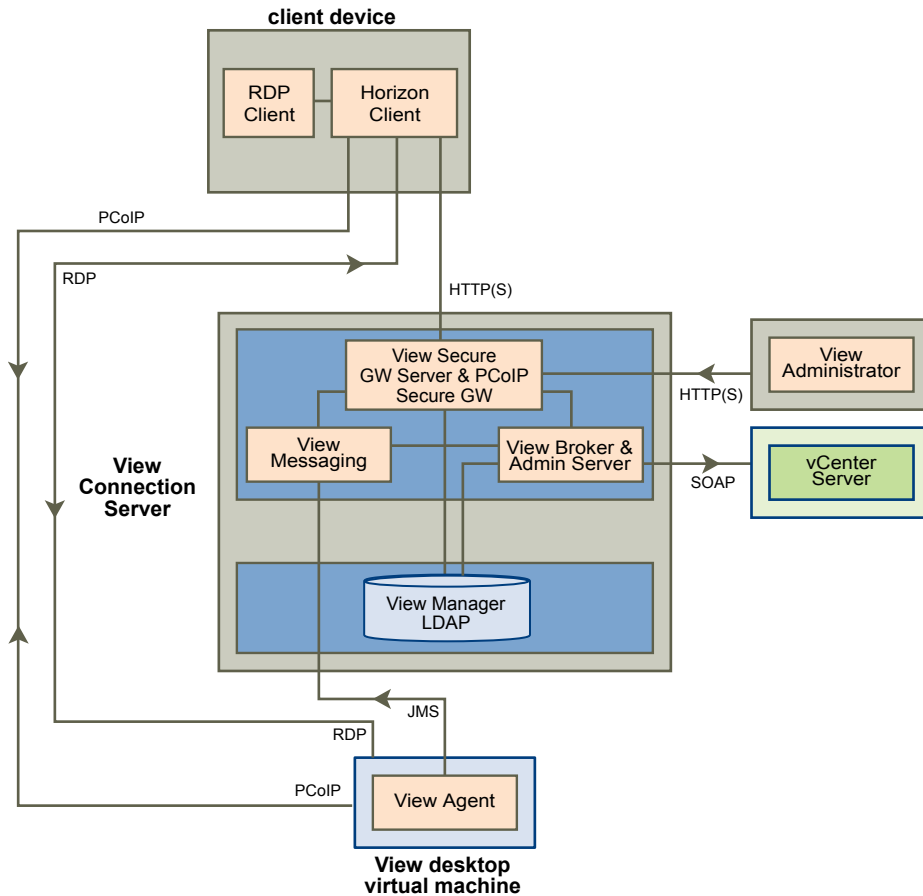 client device
RDP
Client
Horizon
Client
PCoIP
RDP
HTTP(S)
View Secure
GW Server & PCoIP
Secure GW
View
Administrator
HTTP(S)
View
Messaging
View Broker &
Admin Server
vCenter
Server
SOAP
View
Connection
Server
View Manager
LDAP
JMS
RDP
PCoIP
View Agent
View desktop
virtual machine